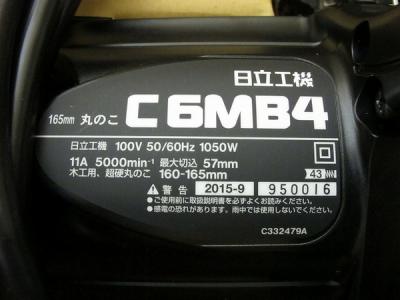 日立工機
165mm 丸のこ C6MB4
日立工機 100V 50/60Hz 1050W
11A 5000min⁻¹ 最大切込 57mm
木工用、超硬丸のこ 160-165mm
43
警告 2015-9 950016
●ご使用前に取扱説明書を必ずよくお読みください。
●感電の恐れがあります。雨中では使用しないでください。
C332479A